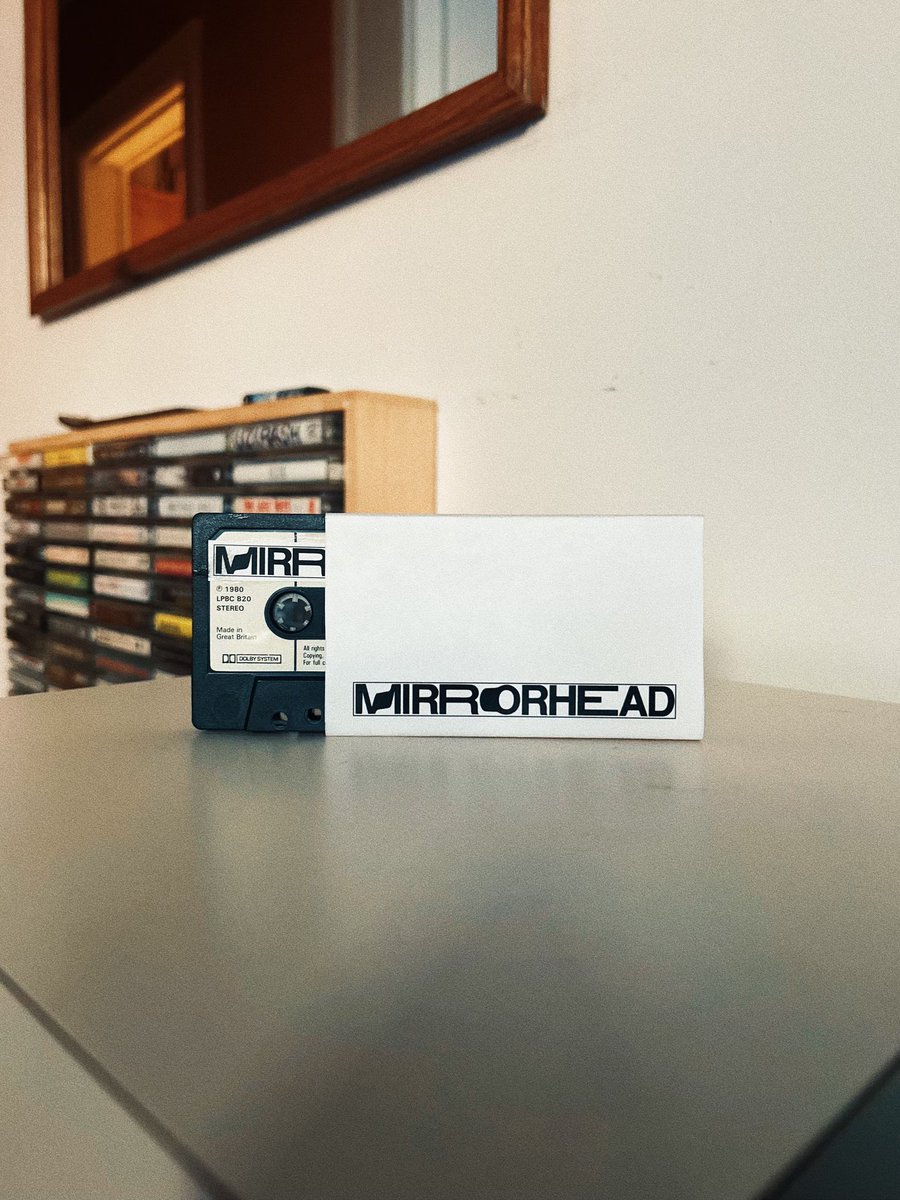 MIRR
℗ 1980
LPBC 820
STEREO
Made in
Great Britain
DOLBY SYSTEM
All rights
Copying,
For full
MIRRORHEAD